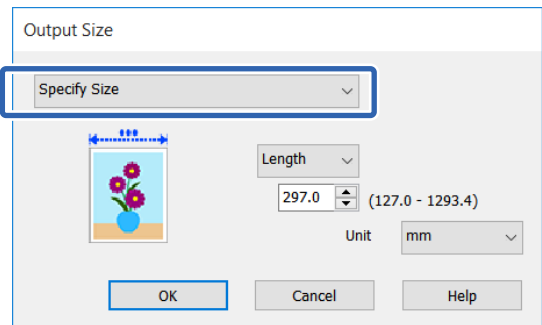 Output Size
Specify Size
Length
297.0 (127.0 - 1293.4)
Unit mm
OK Cancel Help